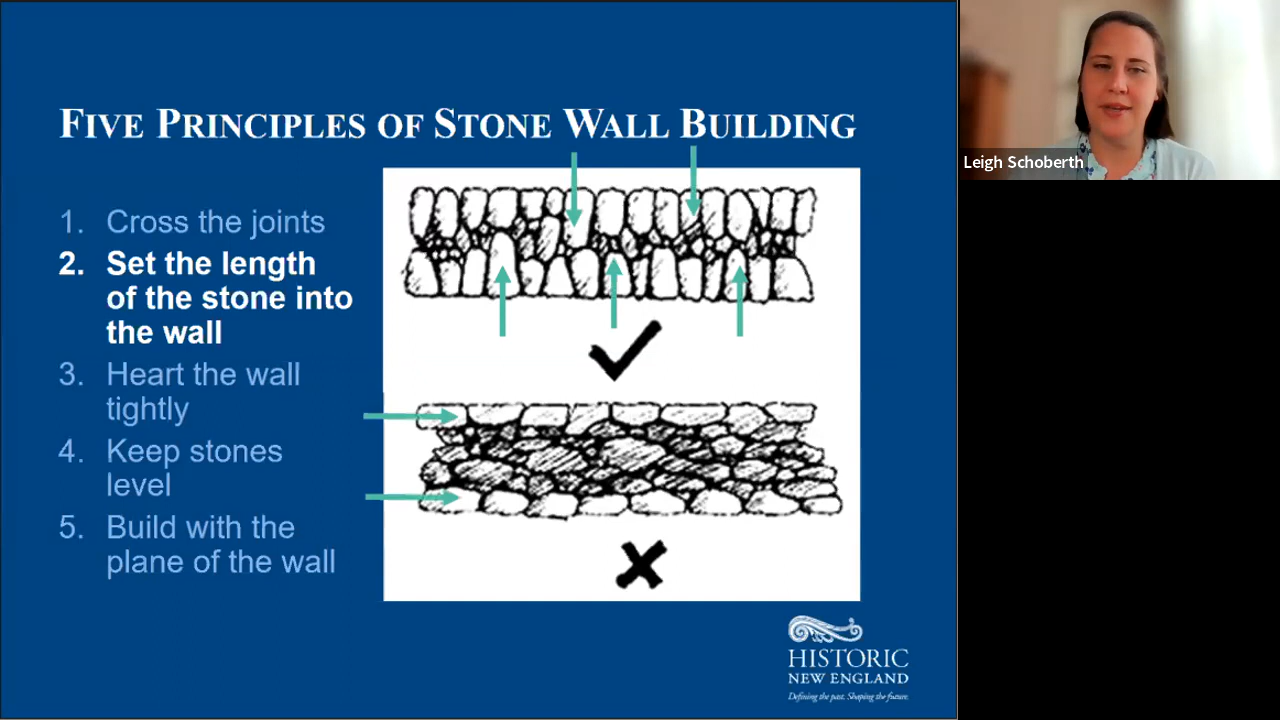 FIVE PRINCIPLES OF STONE WALL BUILDING
1. Cross the joints
2. Set the length
of the stone into
the wall
3. Heart the wall
tightly
4. Keep stones
level
5. Build with the
plane of the wall
HISTORIC
NEW ENGLAND
Defining the past. Shaping the future.
Leigh Schoberth